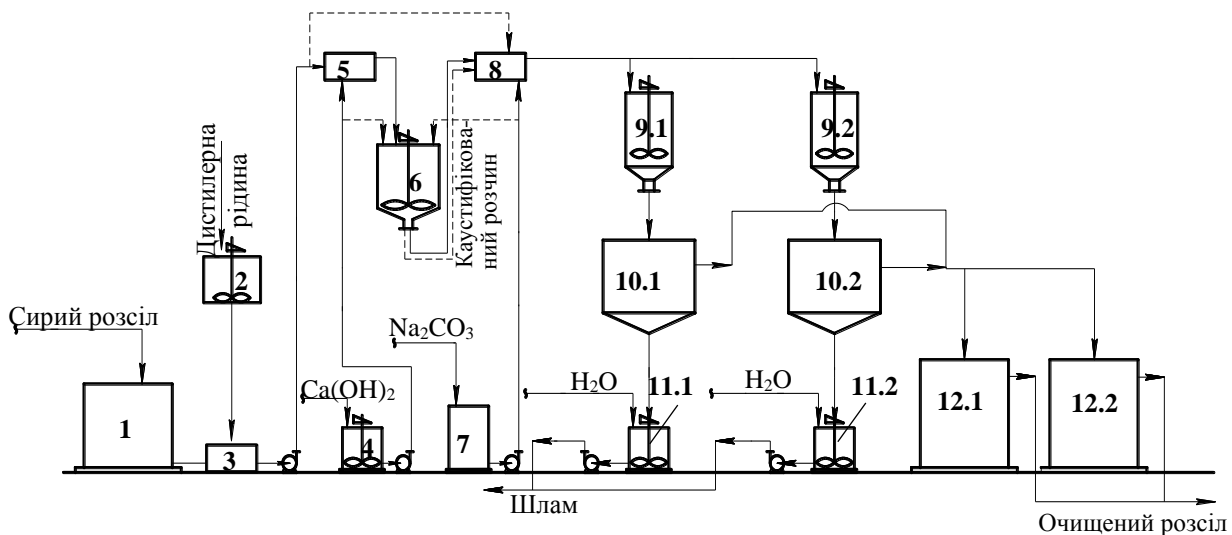 5
8
9.1
9.2
6
Дистилерна
рідина
Каустифікова-
ний розчин
2
10.1
10.2
Сирий розсіл
Na₂CO₃
Ca(OH)₂
H₂O
11.1
H₂O
11.2
1
3
4
7
12.1
12.2
Шлам
Очищений розсіл